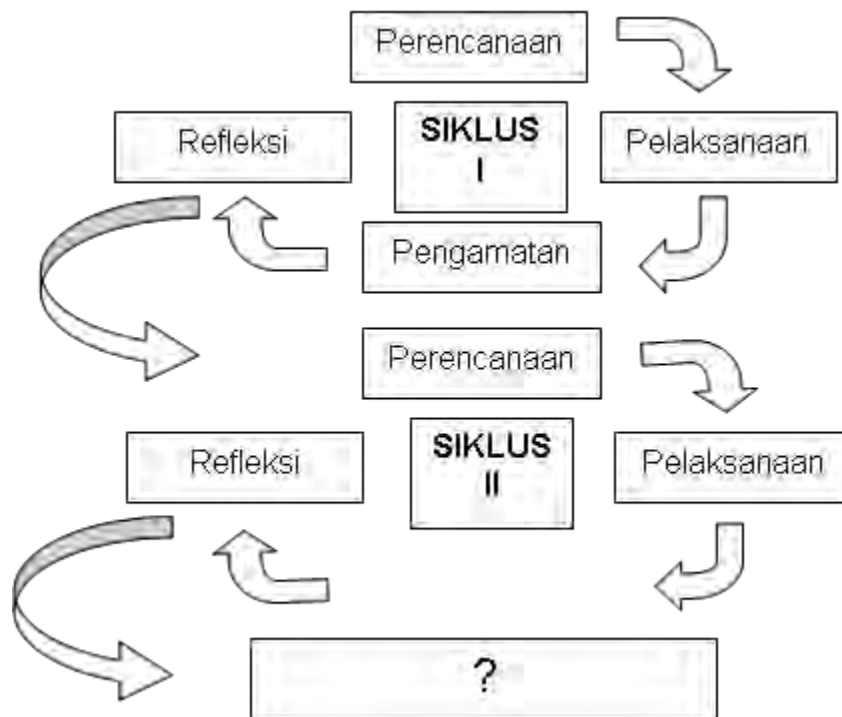 Perencanaan
Refleksi
SIKLUS
I
Pelaksanaan
Pengamatan
Perencanaan
Refleksi
SIKLUS
II
Pelaksanaan
?